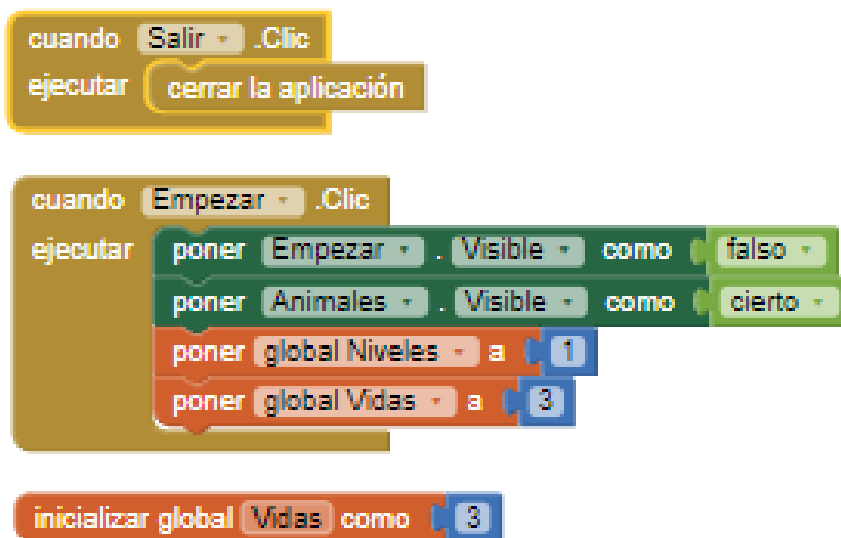 cuando Salir .Clic
ejecutar cerrar la aplicación
cuando Empezar .Clic
ejecutar poner Empezar . Visible como falso
poner Animales . Visible como cierto
poner global Niveles a 1
poner global Vidas a 3
inicializar global Vidas como 3